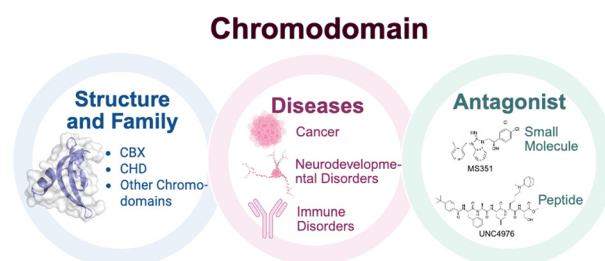 Chromodomain
Structure
and Family
• CBX
• CHD
• Other Chromo-
domains
Diseases
Cancer
Neurodevelopme-
ntal Disorders
Immune
Disorders
Antagonist
Small
Molecule
MS351
Peptide
UNC4976